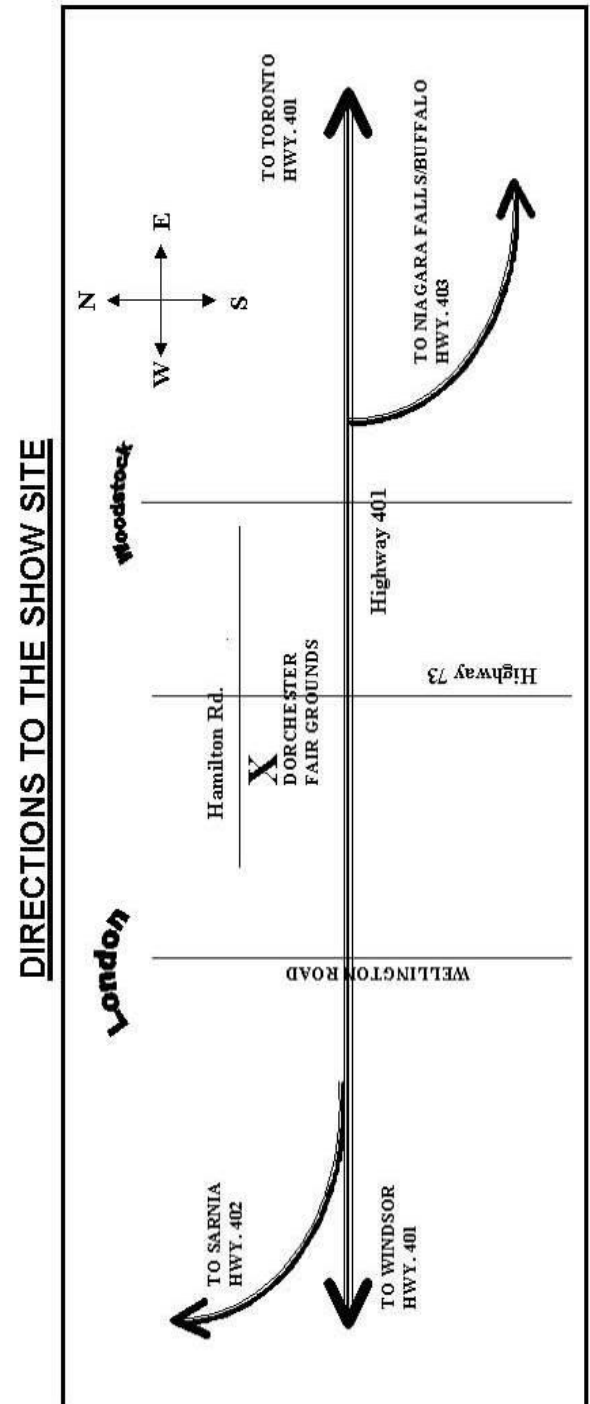 DIRECTIONS TO THE SHOW SITE
London
Woodstock
N
W
E
S
TO SARNIA
HWY. 402
Hamilton Rd.
X
DORCHESTER
FAIR GROUNDS
TO TORONTO
HWY. 401
WELLINGTON ROAD
Highway 401
TO WINDSOR
HWY. 401
Highway 73
TO NIAGARA FALLS/BUFFALO
HWY. 403